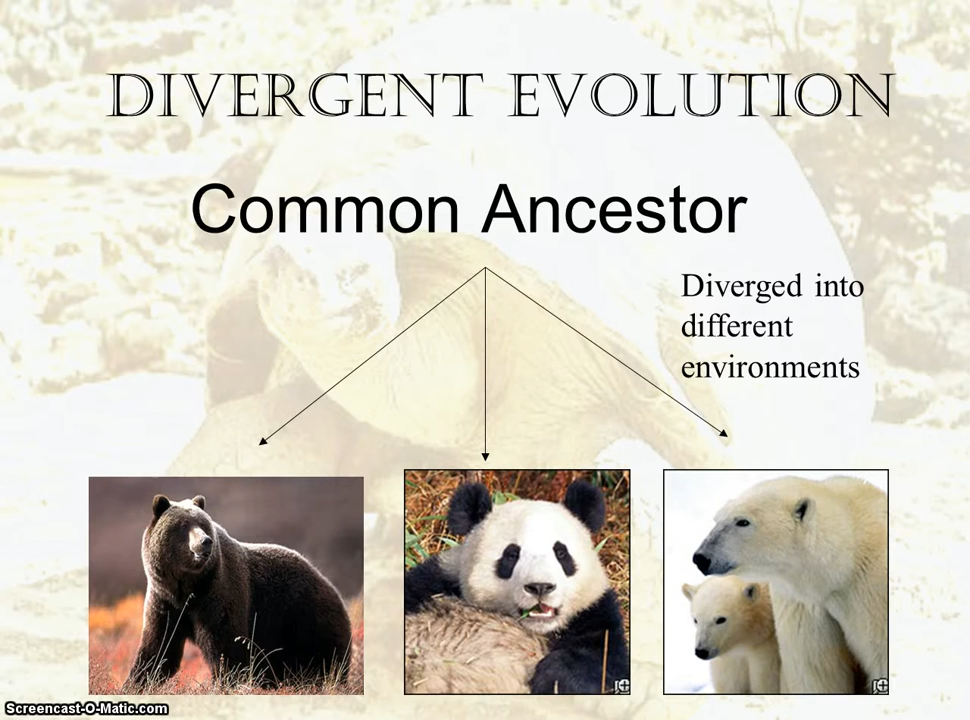 DIVERGENT EVOLUTION
Common Ancestor
Diverged into
different
environments
Screencast-O-Matic.com